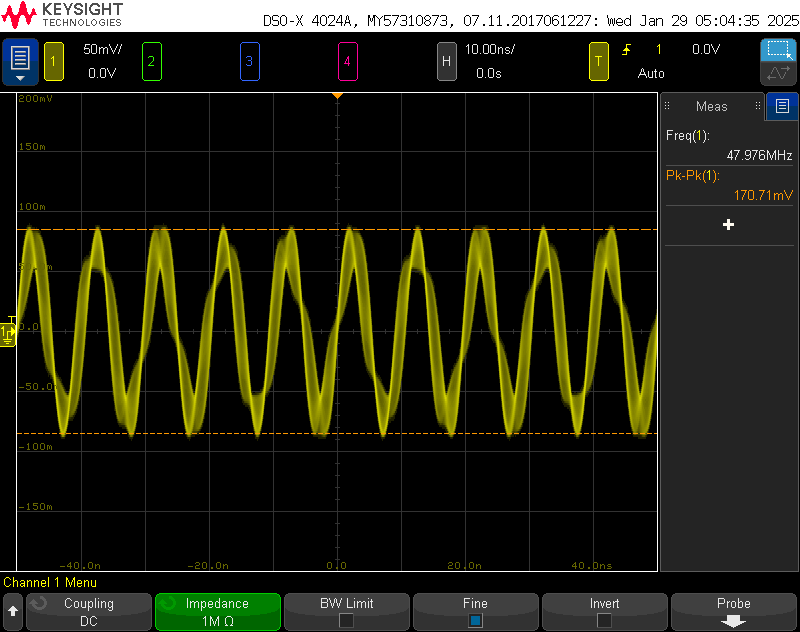 KEYSIGHT
TECHNOLOGIES
DSO-X 4024A, MY57310873, 07.11.2017061227: Wed Jan 29 05:04:35 2025
1 50mV/ 2 3 4 H 10.00ns/ T 1 0.0V
0.0V 0.0s Auto
200mV
150m
100m
0.0
-50.0
-100m
-150m
-40.0n -20.0n 0.0 20.0n 40.0ns
T
1
Meas
Freq(1):
47.976MHz
Pk-Pk(1):
170.71mV
+
Channel 1 Menu
Coupling Impedance BW Limit Fine Invert Probe
DC 1M Ω